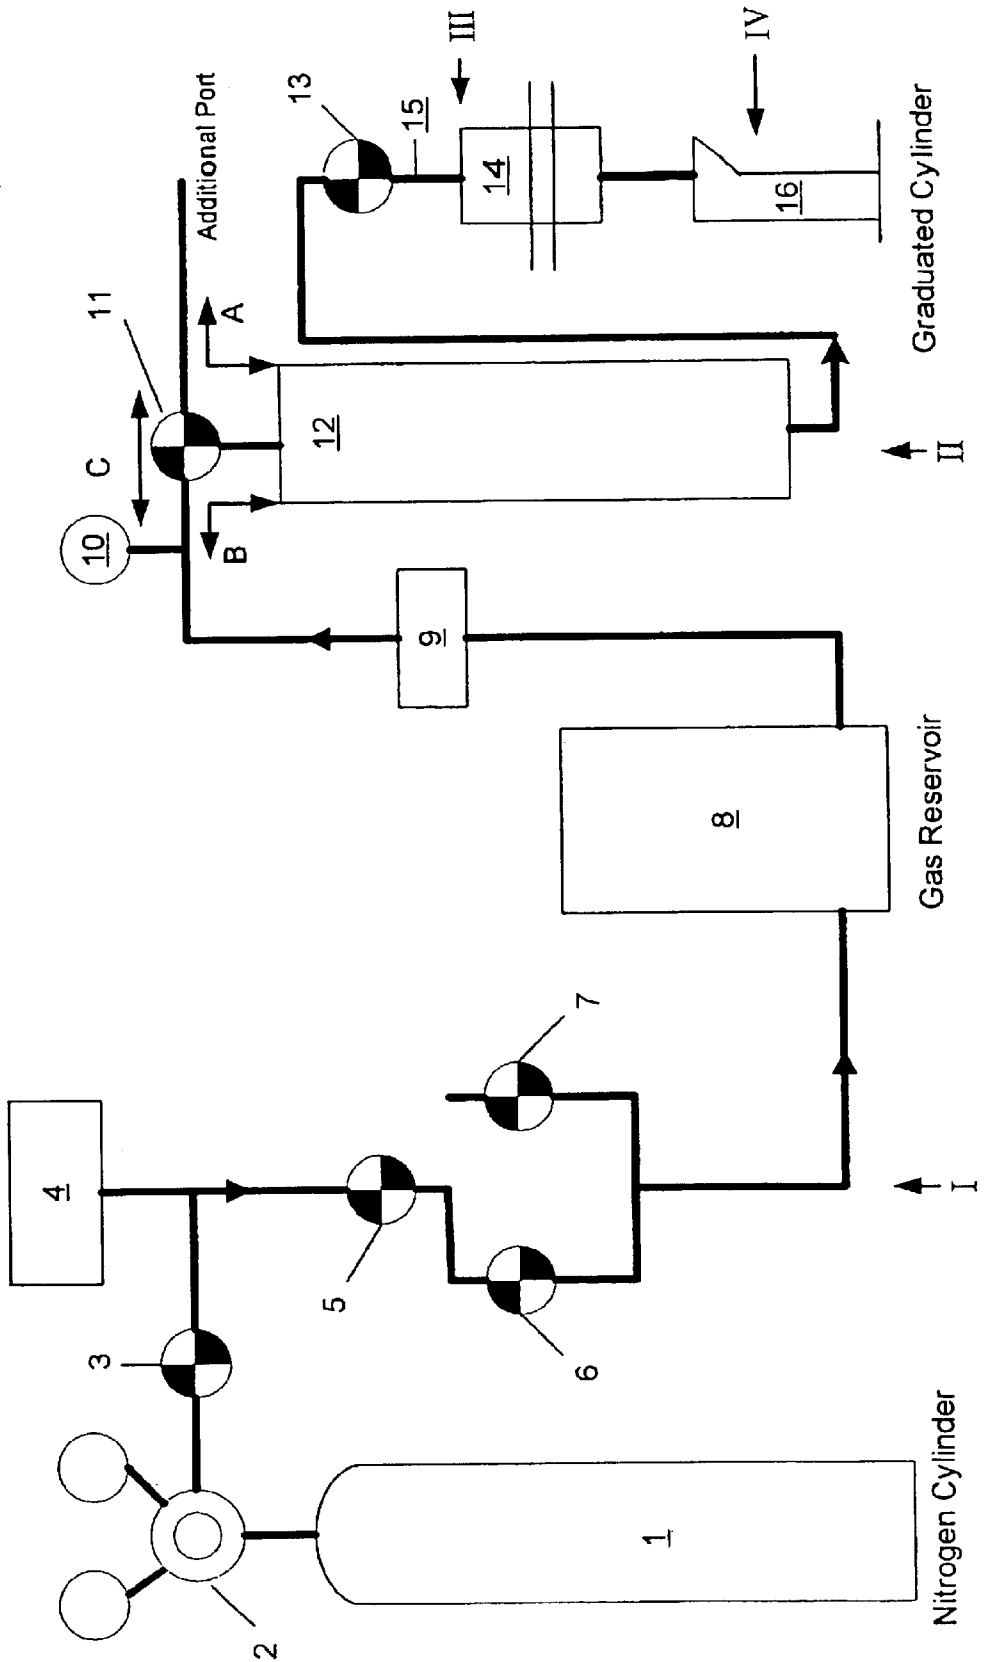 1
Nitrogen Cylinder
2
3
4
5
6
7
I
8
Gas Reservoir
9
10
C
11
B
A
Additional Port
12
II
13
15
III
14
IV
16
Graduated Cylinder